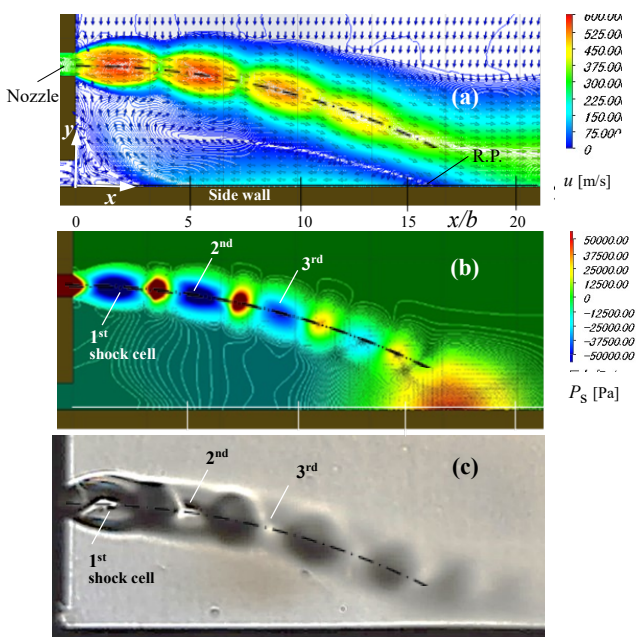 600.00
525.00
450.00
375.00
300.00
225.00
150.00
75.000
0
u [m/s]
Nozzle
(a)
y
x
R.P.
Side wall
0 5 10 15 x/b 20
2nd
3rd
(b)
1st
shock cell
50000.00
37500.00
25000.00
12500.00
0
−12500.00
−25000.00
−37500.00
−50000.00
PS [Pa]
2nd
3rd
(c)
1st
shock cell